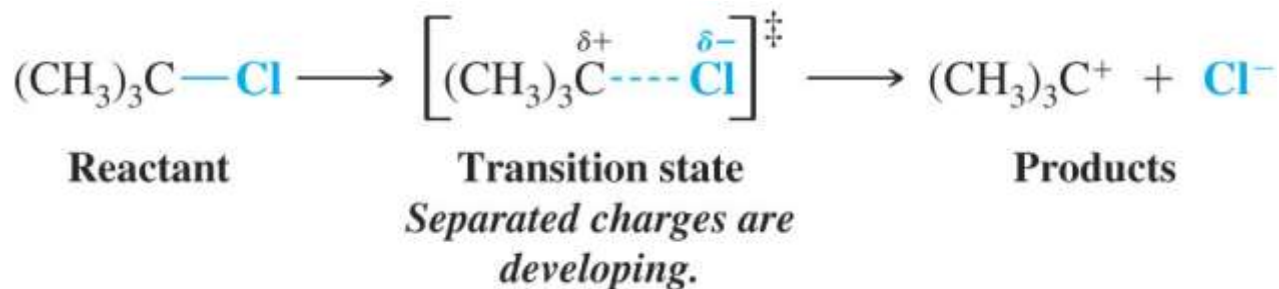 (CH₃)₃C—Cl ⟶ [(CH₃)₃C^δ+----Cl^δ−]‡ ⟶ (CH₃)₃C⁺ + Cl⁻
Reactant Transition state Products
Separated charges are
developing.